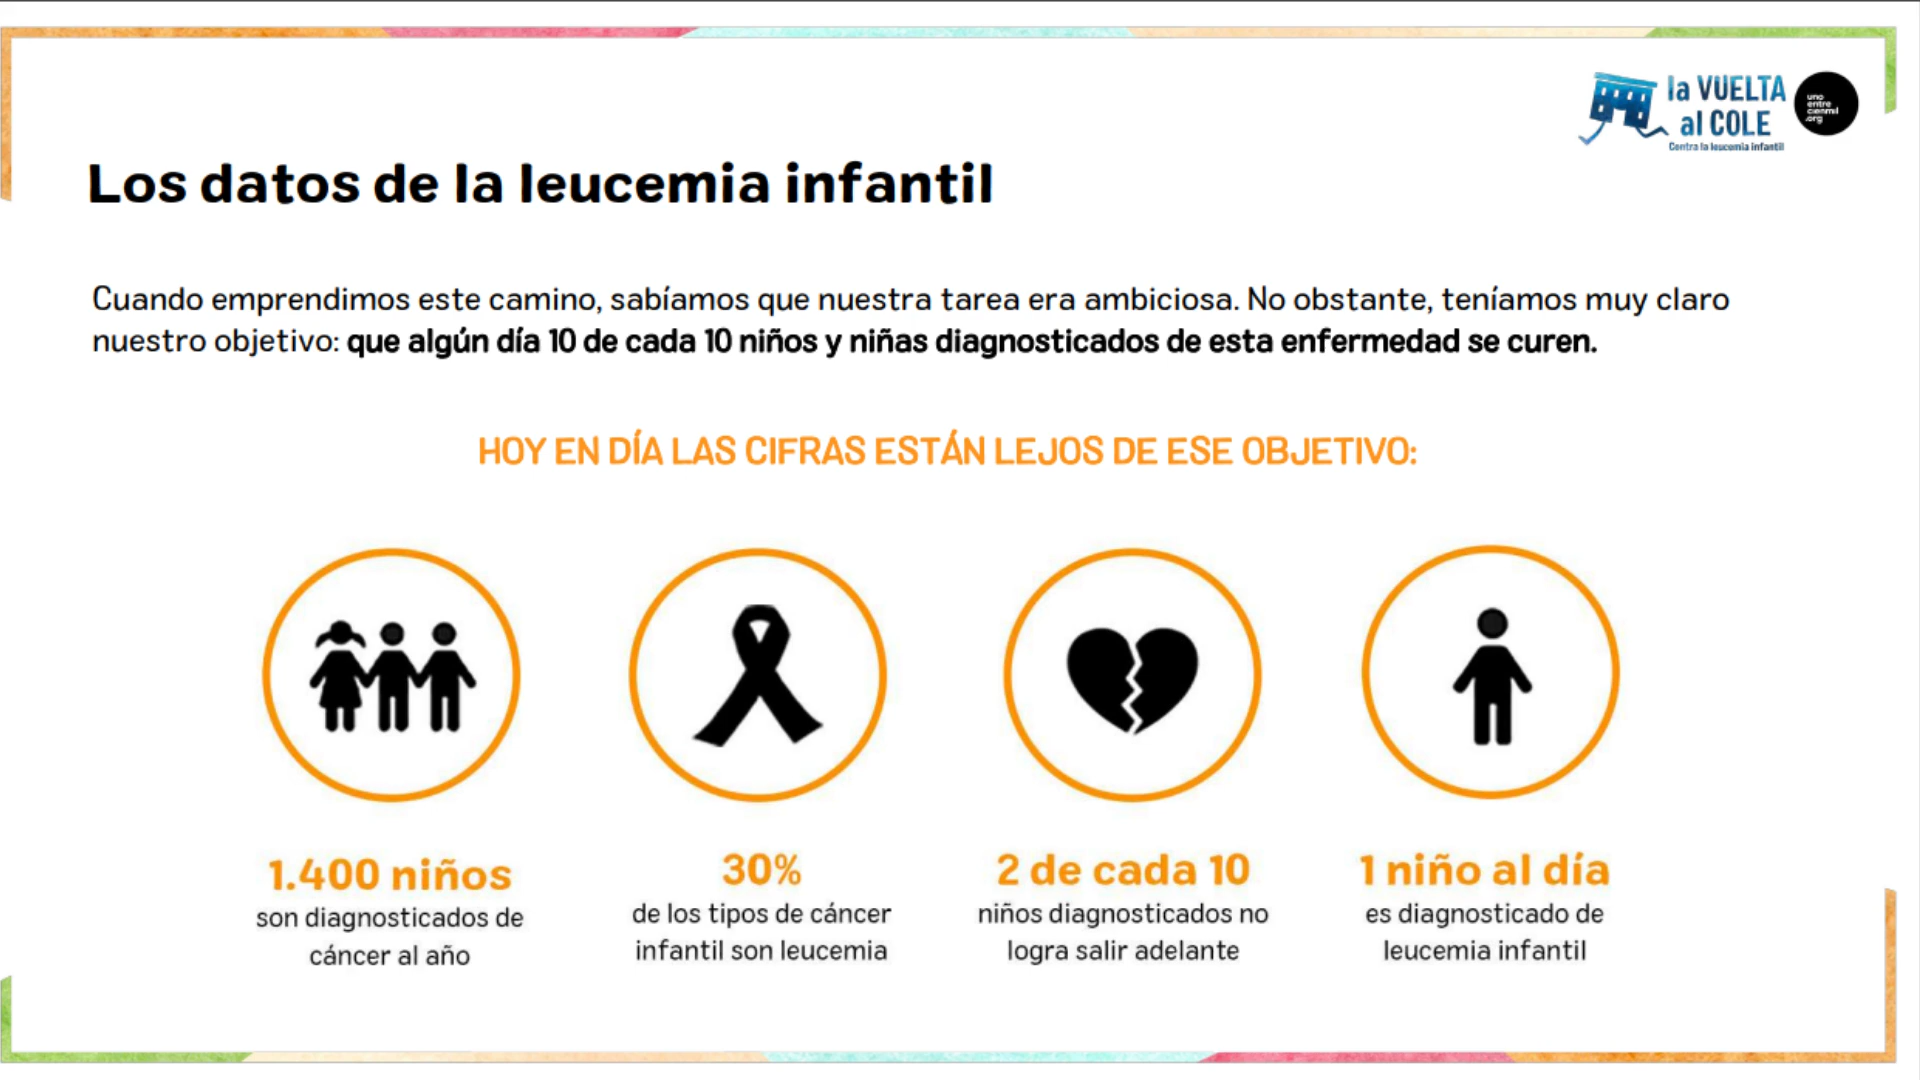 la VUELTA
al COLE
Contra la leucemia infantil
uno
entre
cienmil
.org
Los datos de la leucemia infantil
Cuando emprendimos este camino, sabíamos que nuestra tarea era ambiciosa. No obstante, teníamos muy claro
nuestro objetivo: que algún día 10 de cada 10 niños y niñas diagnosticados de esta enfermedad se curen.
HOY EN DÍA LAS CIFRAS ESTÁN LEJOS DE ESE OBJETIVO:
1.400 niños
son diagnosticados de
cáncer al año
30%
de los tipos de cáncer
infantil son leucemia
2 de cada 10
niños diagnosticados no
logra salir adelante
1 niño al día
es diagnosticado de
leucemia infantil